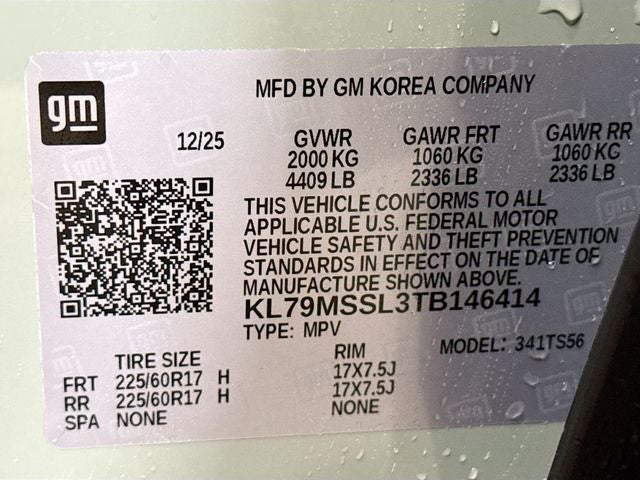 gm
MFD BY GM KOREA COMPANY
12/25 GVWR GAWR FRT GAWR RR
2000 KG 1060 KG 1060 KG
4409 LB 2336 LB 2336 LB
THIS VEHICLE CONFORMS TO ALL
APPLICABLE U.S. FEDERAL MOTOR
VEHICLE SAFETY AND THEFT PREVENTION
STANDARDS IN EFFECT ON THE DATE OF
MANUFACTURE SHOWN ABOVE.
KL79MSSL3TB146414
TYPE: MPV MODEL: 341TS56
TIRE SIZE RIM
FRT 225/60R17 H 17X7.5J
RR 225/60R17 H 17X7.5J
SPA NONE NONE